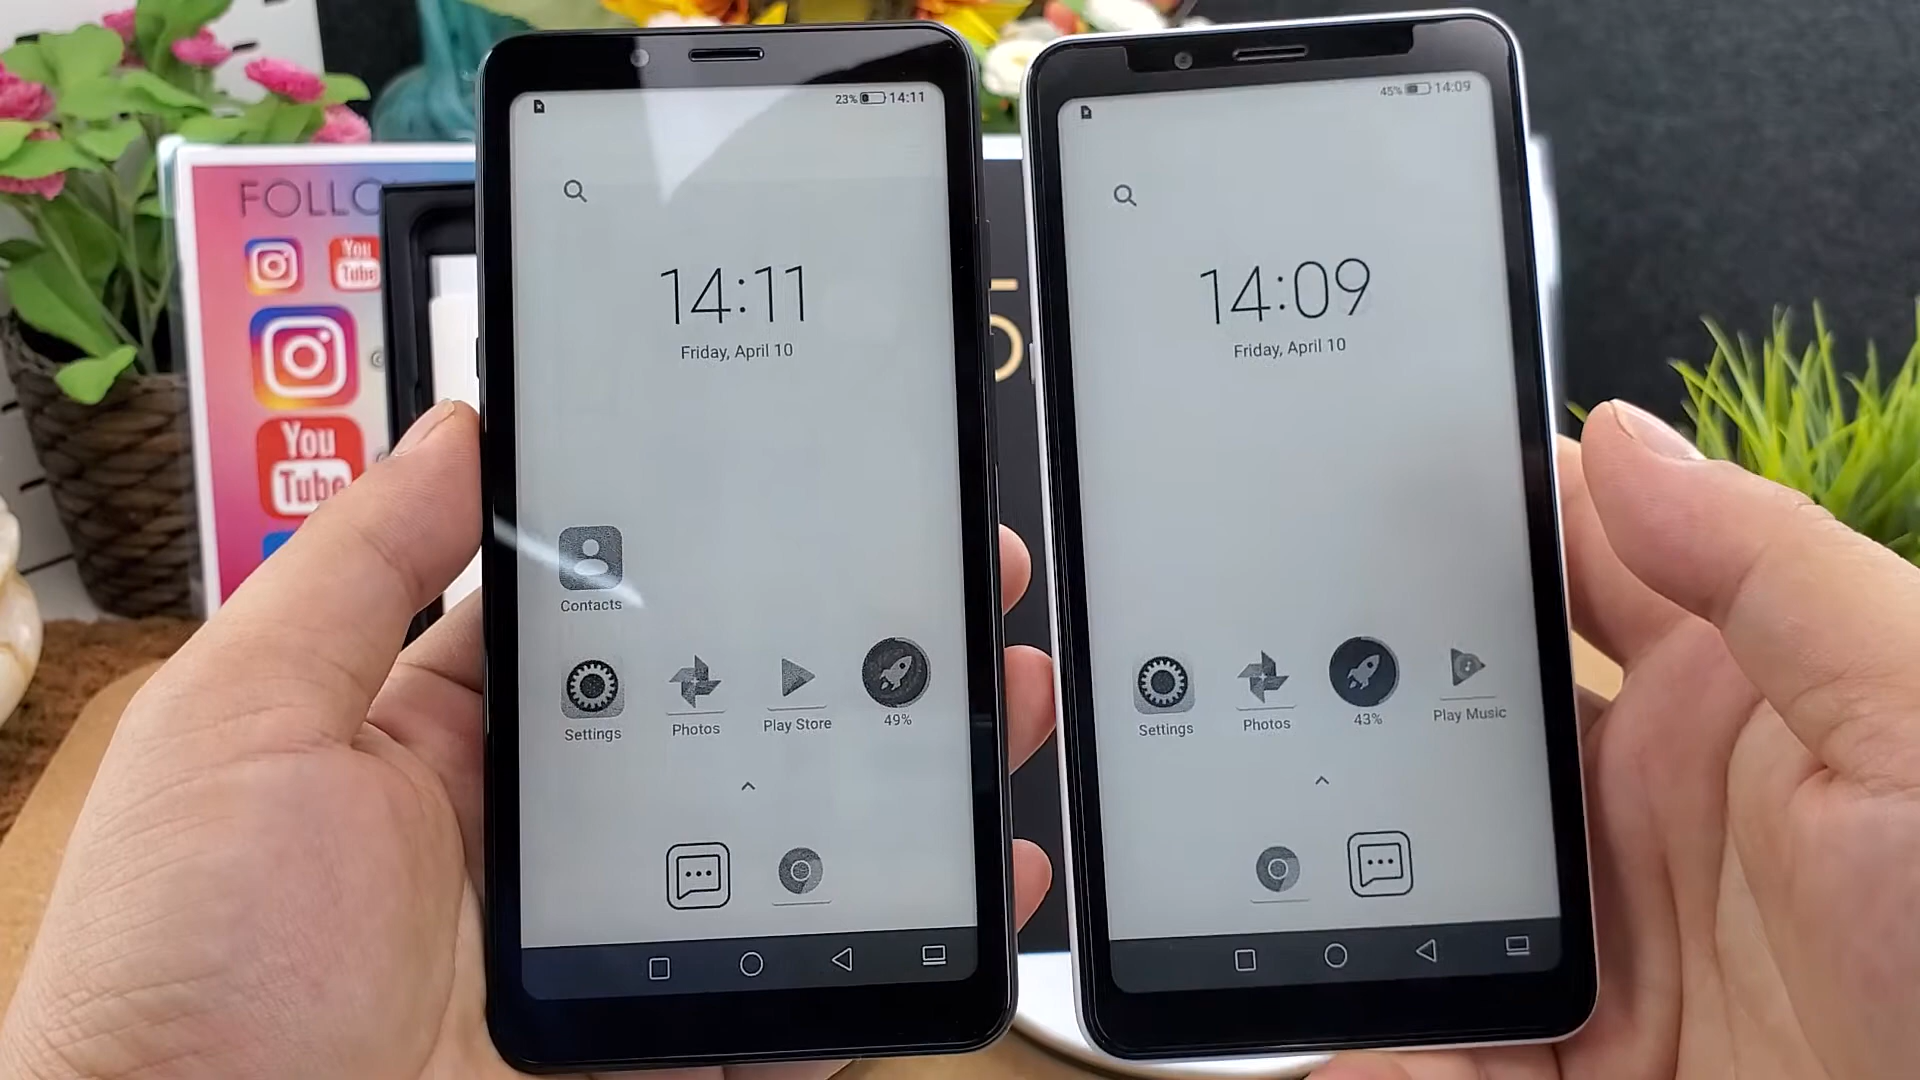 FOLLO
You
Tube
You
Tube
23% 14:11
14:11
Friday, April 10
Contacts
Settings
Photos
Play Store
49%
45% 14:09
14:09
Friday, April 10
Settings
Photos
43%
Play Music